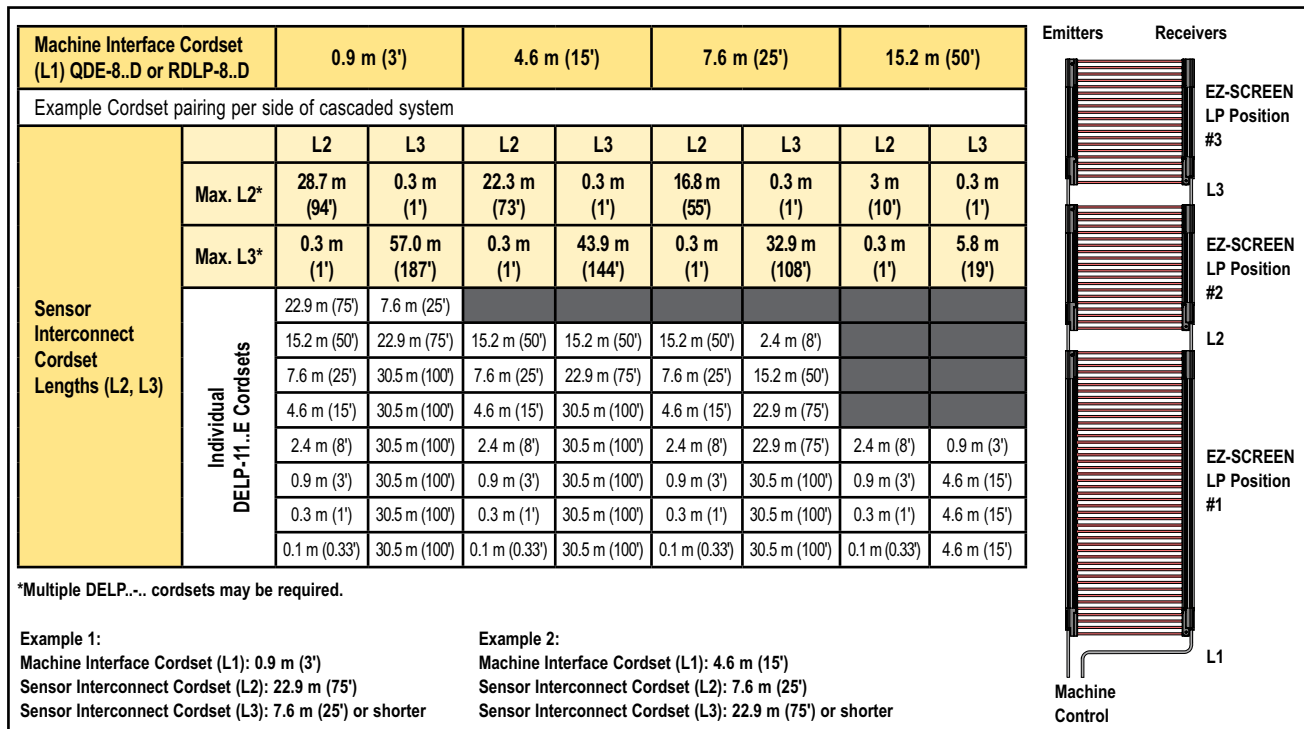 Machine Interface Cordset
(L1) QDE-8..D or RDLP-8..D
0.9 m (3')
4.6 m (15')
7.6 m (25')
15.2 m (50')
Example Cordset pairing per side of cascaded system
Sensor
Interconnect
Cordset
Lengths (L2, L3)
L2 L3 L2 L3 L2 L3 L2 L3
Max. L2*
28.7 m (94') 0.3 m (1') 22.3 m (73') 0.3 m (1') 16.8 m (55') 0.3 m (1') 3 m (10') 0.3 m (1')
Max. L3*
0.3 m (1') 57.0 m (187') 0.3 m (1') 43.9 m (144') 0.3 m (1') 32.9 m (108') 0.3 m (1') 5.8 m (19')
Individual
DELP-11..E Cordsets
22.9 m (75') 7.6 m (25')
15.2 m (50') 22.9 m (75') 15.2 m (50') 15.2 m (50') 15.2 m (50') 2.4 m (8')
7.6 m (25') 30.5 m (100') 7.6 m (25') 22.9 m (75') 7.6 m (25') 15.2 m (50')
4.6 m (15') 30.5 m (100') 4.6 m (15') 30.5 m (100') 4.6 m (15') 22.9 m (75')
2.4 m (8') 30.5 m (100') 2.4 m (8') 30.5 m (100') 2.4 m (8') 22.9 m (75') 2.4 m (8') 0.9 m (3')
0.9 m (3') 30.5 m (100') 0.9 m (3') 30.5 m (100') 0.9 m (3') 30.5 m (100') 0.9 m (3') 4.6 m (15')
0.3 m (1') 30.5 m (100') 0.3 m (1') 30.5 m (100') 0.3 m (1') 30.5 m (100') 0.3 m (1') 4.6 m (15')
0.1 m (0.33') 30.5 m (100') 0.1 m (0.33') 30.5 m (100') 0.1 m (0.33') 30.5 m (100') 0.1 m (0.33') 4.6 m (15')
*Multiple DELP..-.. cordsets may be required.
Example 1:
Machine Interface Cordset (L1): 0.9 m (3')
Sensor Interconnect Cordset (L2): 22.9 m (75')
Sensor Interconnect Cordset (L3): 7.6 m (25') or shorter
Example 2:
Machine Interface Cordset (L1): 4.6 m (15')
Sensor Interconnect Cordset (L2): 7.6 m (25')
Sensor Interconnect Cordset (L3): 22.9 m (75') or shorter
Emitters Receivers
EZ-SCREEN
LP Position
#3
L3
EZ-SCREEN
LP Position
#2
L2
EZ-SCREEN
LP Position
#1
L1
Machine
Control